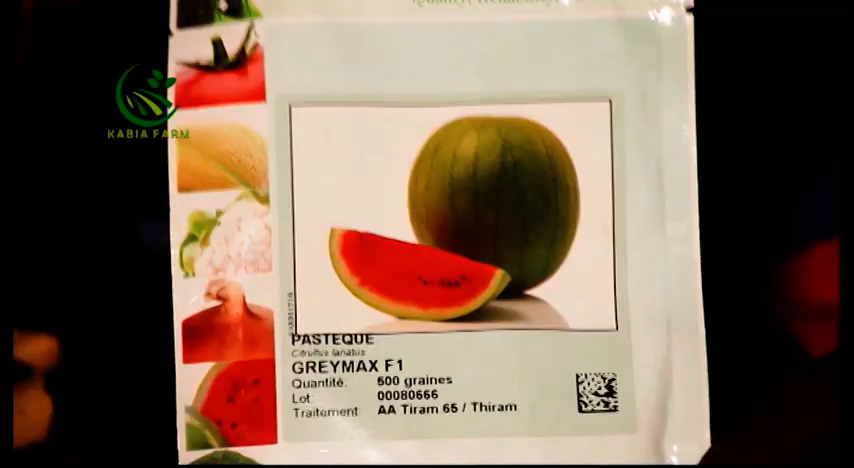 KABIA FARM
PASTEQUE
Citrullus lanatus
GREYMAX F1
Quantité: 500 graines
Lot: 00080666
Traitement: AA Tiram 65 / Thiram